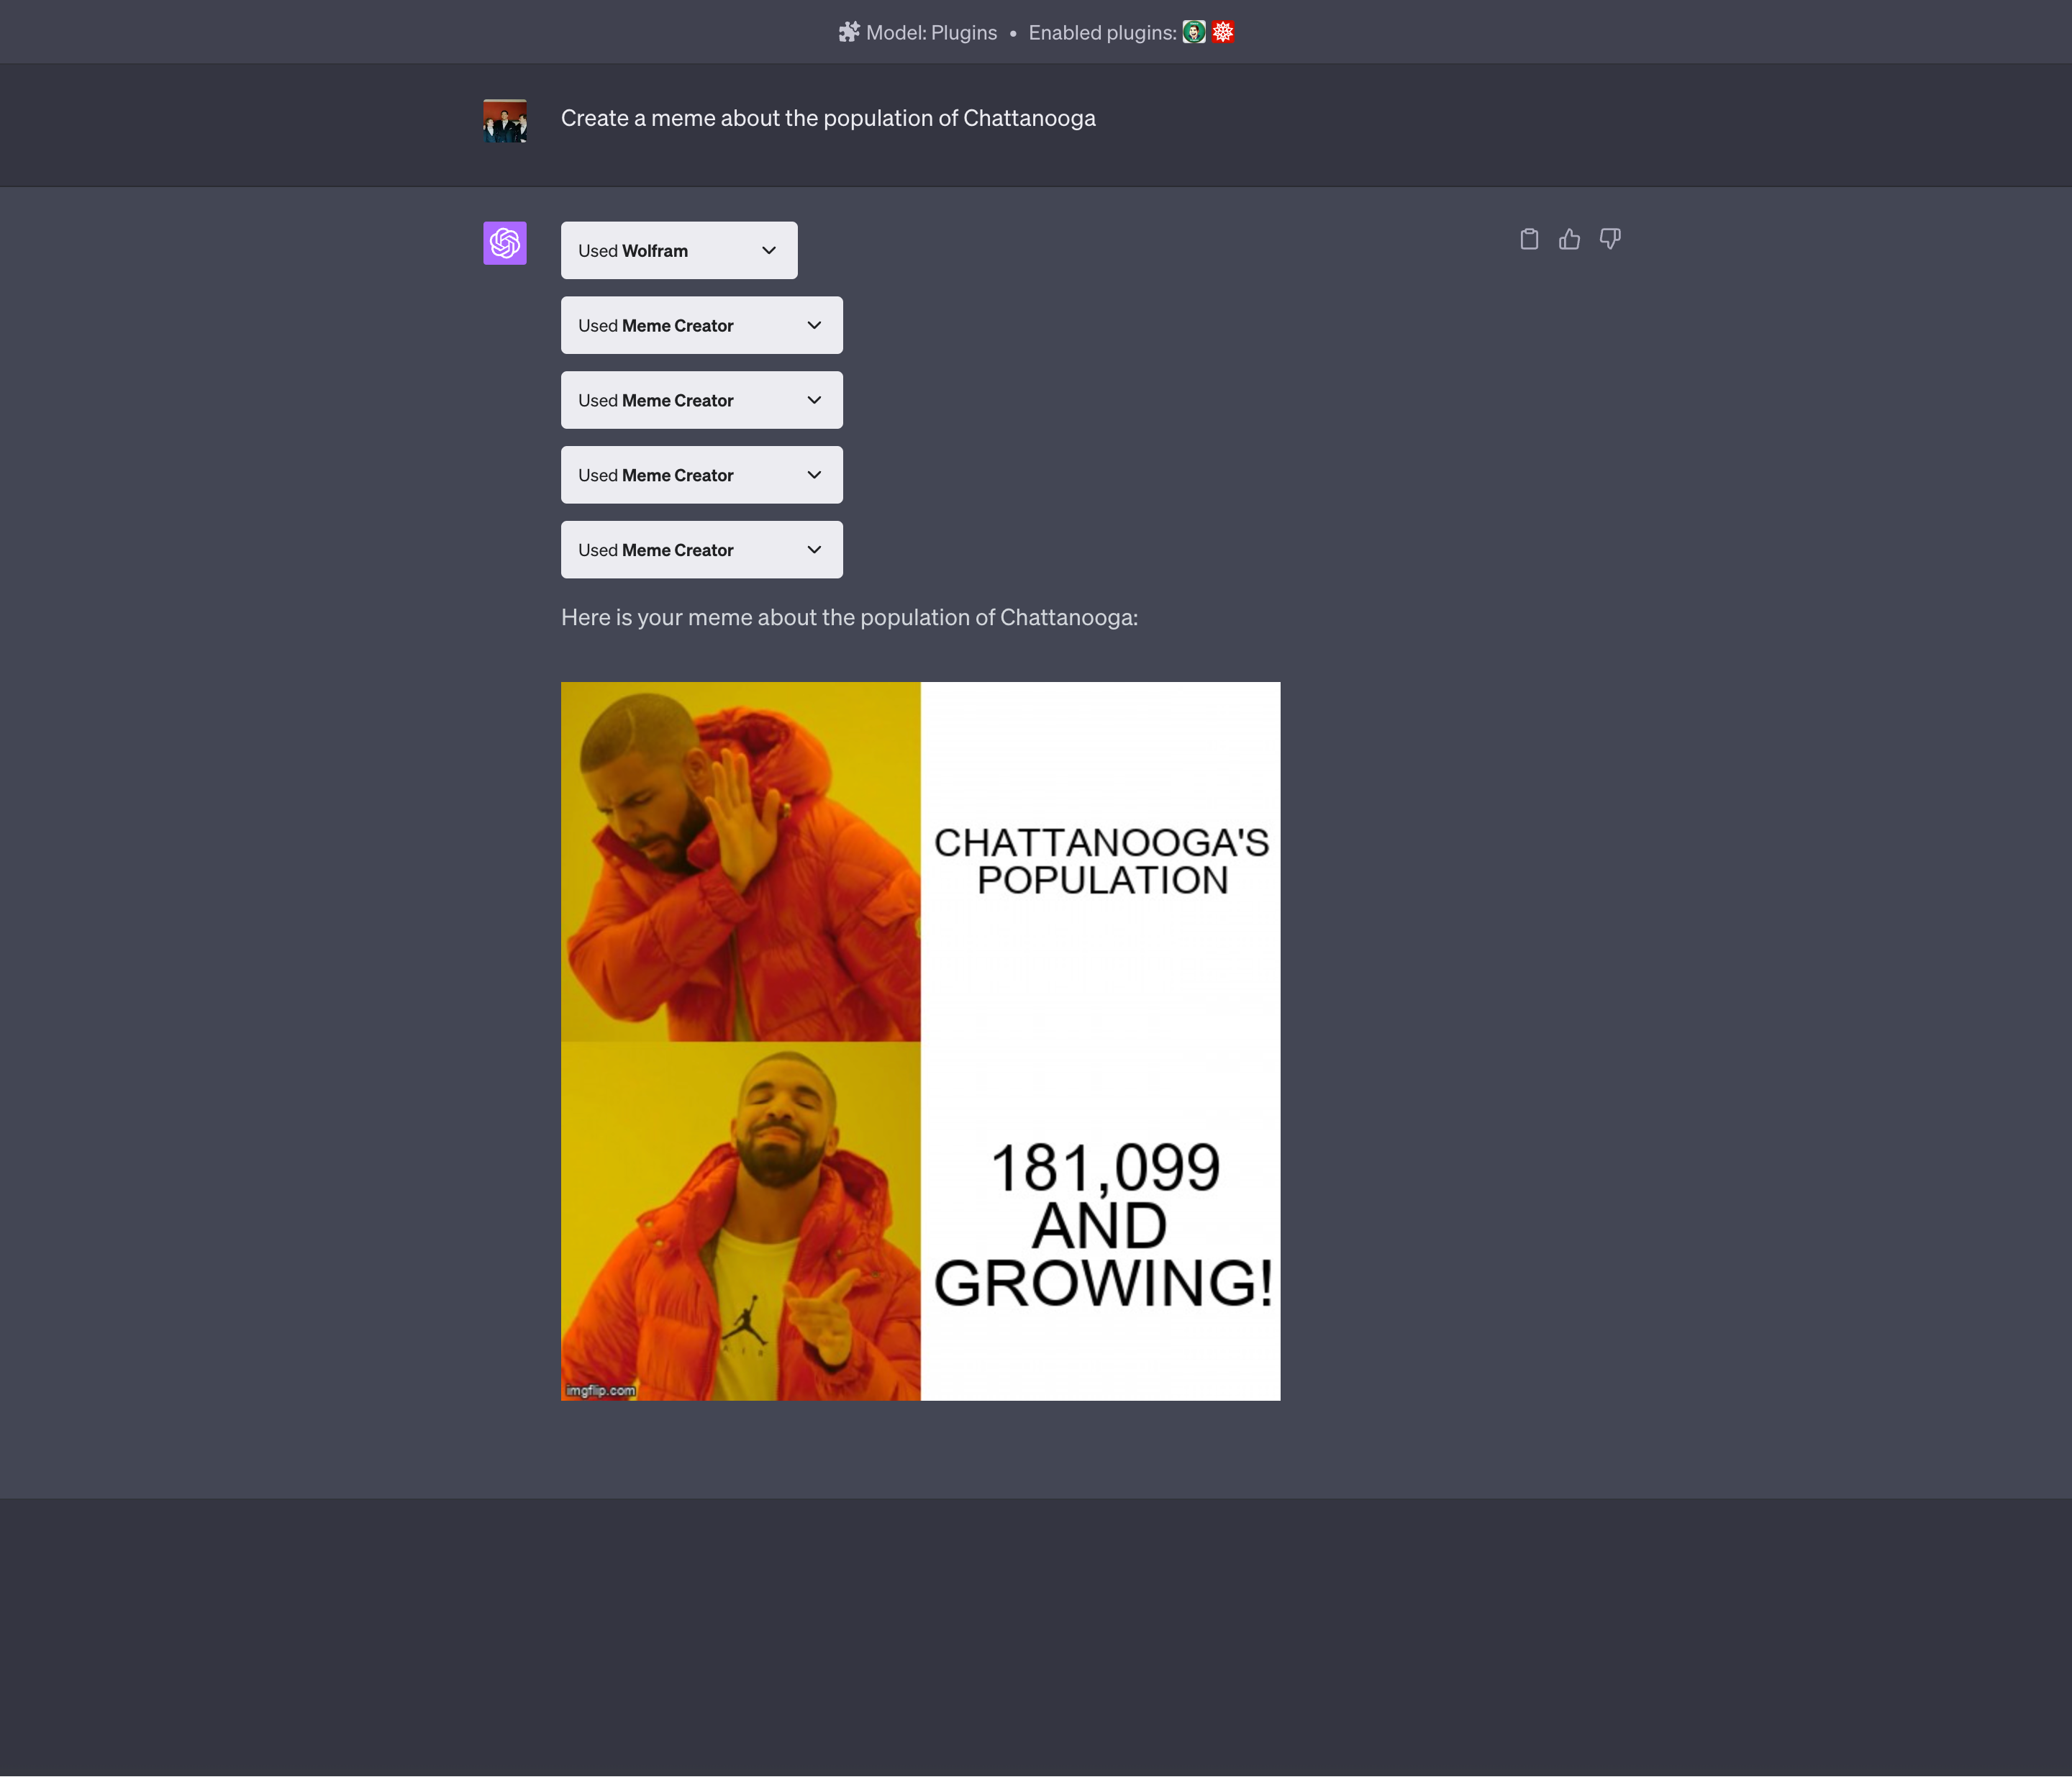 Model: Plugins • Enabled plugins:
Create a meme about the population of Chattanooga
Used Wolfram
Used Meme Creator
Used Meme Creator
Used Meme Creator
Used Meme Creator
Here is your meme about the population of Chattanooga:
CHATTANOOGA'S
POPULATION
181,099
AND
GROWING!
AIR
imgflip.com